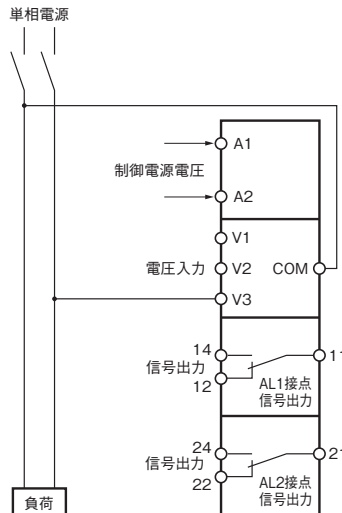 単相電源
A1
制御電源電圧
A2
V1
電圧入力
V2
COM
V3
14
11
信号出力
12
AL1接点
信号出力
24
21
信号出力
22
AL2接点
信号出力
負荷